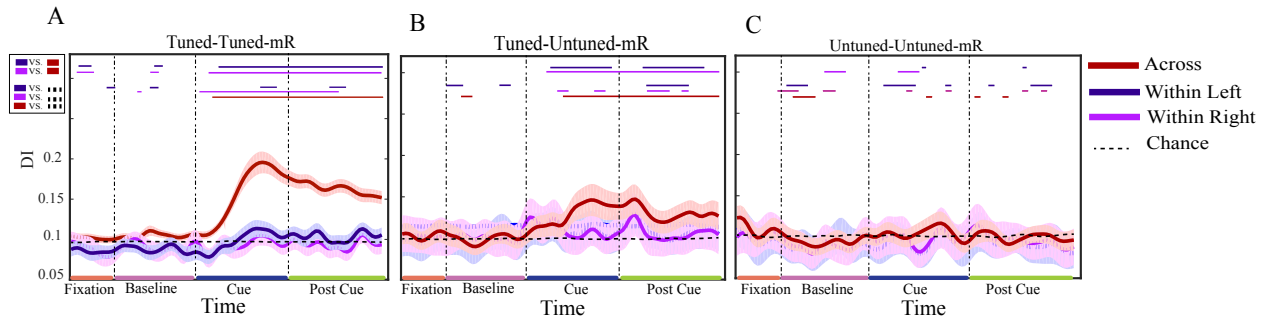 A
B
C
Tuned-Tuned-mR
Tuned-Untuned-mR
Untuned-Untuned-mR
VS.
VS.
VS.
VS.
VS.
Across
Within Left
Within Right
Chance
DI
0.2
0.15
0.1
0.05
Fixation Baseline Cue Post Cue
Time
Fixation Baseline Cue Post Cue
Time
Fixation Baseline Cue Post Cue
Time